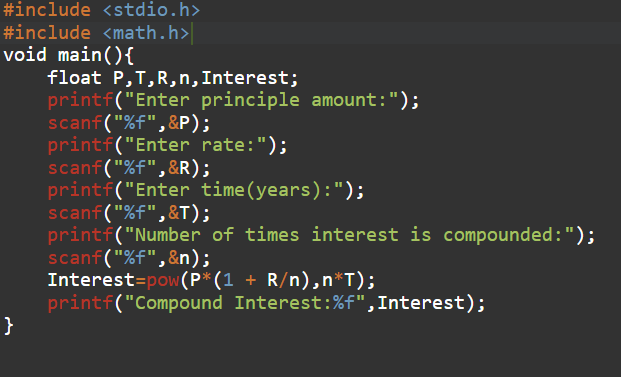 #include <stdio.h>
#include <math.h>
void main(){
    float P,T,R,n,Interest;
    printf("Enter principle amount:");
    scanf("%f",&P);
    printf("Enter rate:");
    scanf("%f",&R);
    printf("Enter time(years):");
    scanf("%f",&T);
    printf("Number of times interest is compounded:");
    scanf("%f",&n);
    Interest=pow(P*(1 + R/n),n*T);
    printf("Compound Interest:%f",Interest);
}